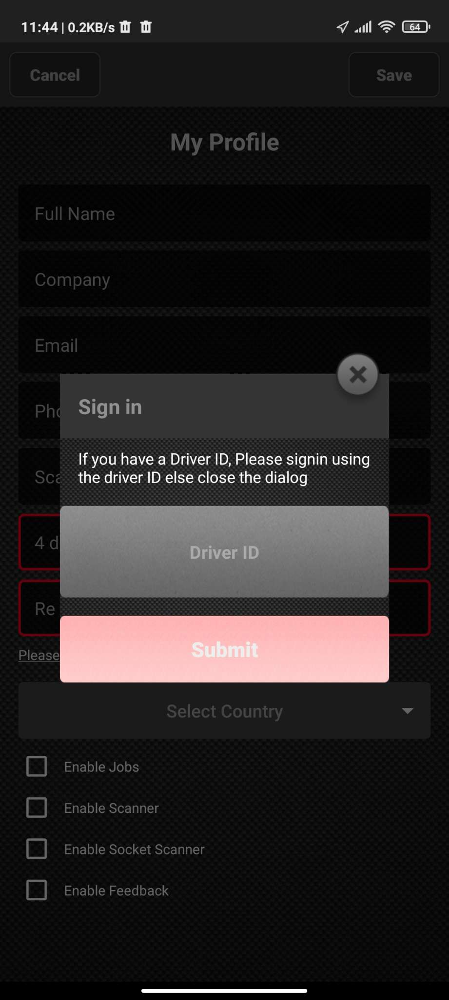 11:44 | 0.2KB/s
64
Cancel
Save
My Profile
Full Name
Company
Email
Sign in
If you have a Driver ID, Please signin using
the driver ID else close the dialog
4
Driver ID
Re
Submit
Please
Select Country
Enable Jobs
Enable Scanner
Enable Socket Scanner
Enable Feedback